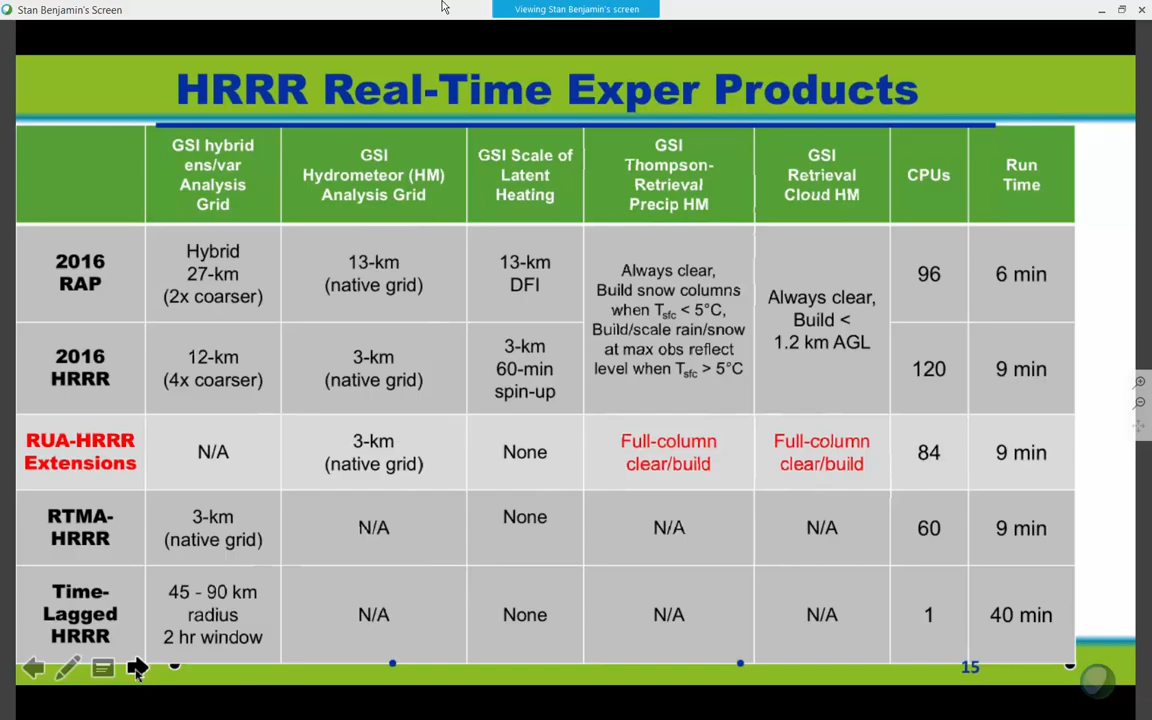 Stan Benjamin's Screen
Viewing Stan Benjamin's screen
HRRR Real-Time Exper Products
GSI hybrid
ens/var
Analysis
Grid
GSI
Hydrometeor (HM)
Analysis Grid
GSI Scale of
Latent
Heating
GSI
Thompson-
Retrieval
Precip HM
GSI
Retrieval
Cloud HM
CPUs
Run
Time
2016
RAP
Hybrid
27-km
(2x coarser)
13-km
(native grid)
13-km
DFI
Always clear,
Build snow columns
when Tsfc < 5°C,
Build/scale rain/snow
at max obs reflect
level when Tsfc > 5°C
Always clear,
Build <
1.2 km AGL
96
6 min
2016
HRRR
12-km
(4x coarser)
3-km
(native grid)
3-km
60-min
spin-up
120
9 min
RUA-HRRR
Extensions
N/A
3-km
(native grid)
None
Full-column
clear/build
Full-column
clear/build
84
9 min
RTMA-
HRRR
3-km
(native grid)
N/A
None
N/A
N/A
60
9 min
Time-
Lagged
HRRR
45 - 90 km
radius
2 hr window
N/A
None
N/A
N/A
1
40 min
15